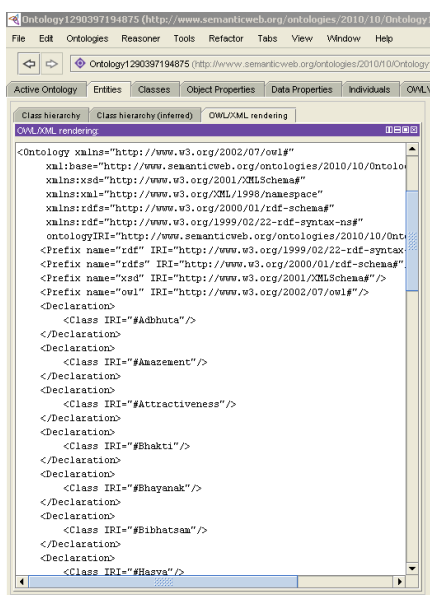 Ontology1290397194875 (http://www.semanticweb.org/ontologies/2010/10/Ontology
File Edit Ontologies Reasoner Tools Refactor Tabs View Window Help
Ontology1290397194875 (http://www.semanticweb.org/ontologies/2010/10/Ontology
Active Ontology Entities Classes Object Properties Data Properties Individuals OWLV
Class hierarchy Class hierarchy (inferred) OWL/XML rendering
OWL/XML rendering:
<Ontology xmlns="http://www.w3.org/2002/07/owl#"
xml:base="http://www.semanticweb.org/ontologies/2010/10/Ontolo
xmlns:xsd="http://www.w3.org/2001/XMLSchema#"
xmlns:xml="http://www.w3.org/XML/1998/namespace"
xmlns:rdfs="http://www.w3.org/2000/01/rdf-schema#"
xmlns:rdf="http://www.w3.org/1999/02/22-rdf-syntax-ns#"
ontologyIRI="http://www.semanticweb.org/ontologies/2010/10/Onto
<Prefix name="rdf" IRI="http://www.w3.org/1999/02/22-rdf-syntax-
<Prefix name="rdfs" IRI="http://www.w3.org/2000/01/rdf-schema#"/
<Prefix name="xsd" IRI="http://www.w3.org/2001/XMLSchema#"/>
<Prefix name="owl" IRI="http://www.w3.org/2002/07/owl#"/>
<Declaration>
<Class IRI="#Adbhuta"/>
</Declaration>
<Declaration>
<Class IRI="#Amazement"/>
</Declaration>
<Declaration>
<Class IRI="#Attractiveness"/>
</Declaration>
<Declaration>
<Class IRI="#Bhakti"/>
</Declaration>
<Declaration>
<Class IRI="#Bhayanak"/>
</Declaration>
<Declaration>
<Class IRI="#Bibhatsam"/>
</Declaration>
<Declaration>
<Class IRI="#Hasya"/>